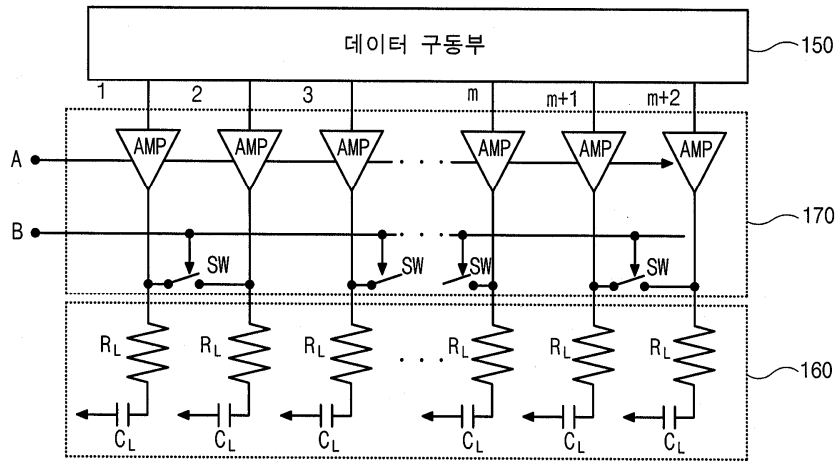 데이터 구동부
150
1 2 3 m m+1 m+2
AMP AMP AMP AMP AMP AMP
A
. . .
170
B
. . .
SW SW SW SW
R_L R_L R_L . . . R_L R_L R_L
160
C_L C_L C_L C_L C_L C_L